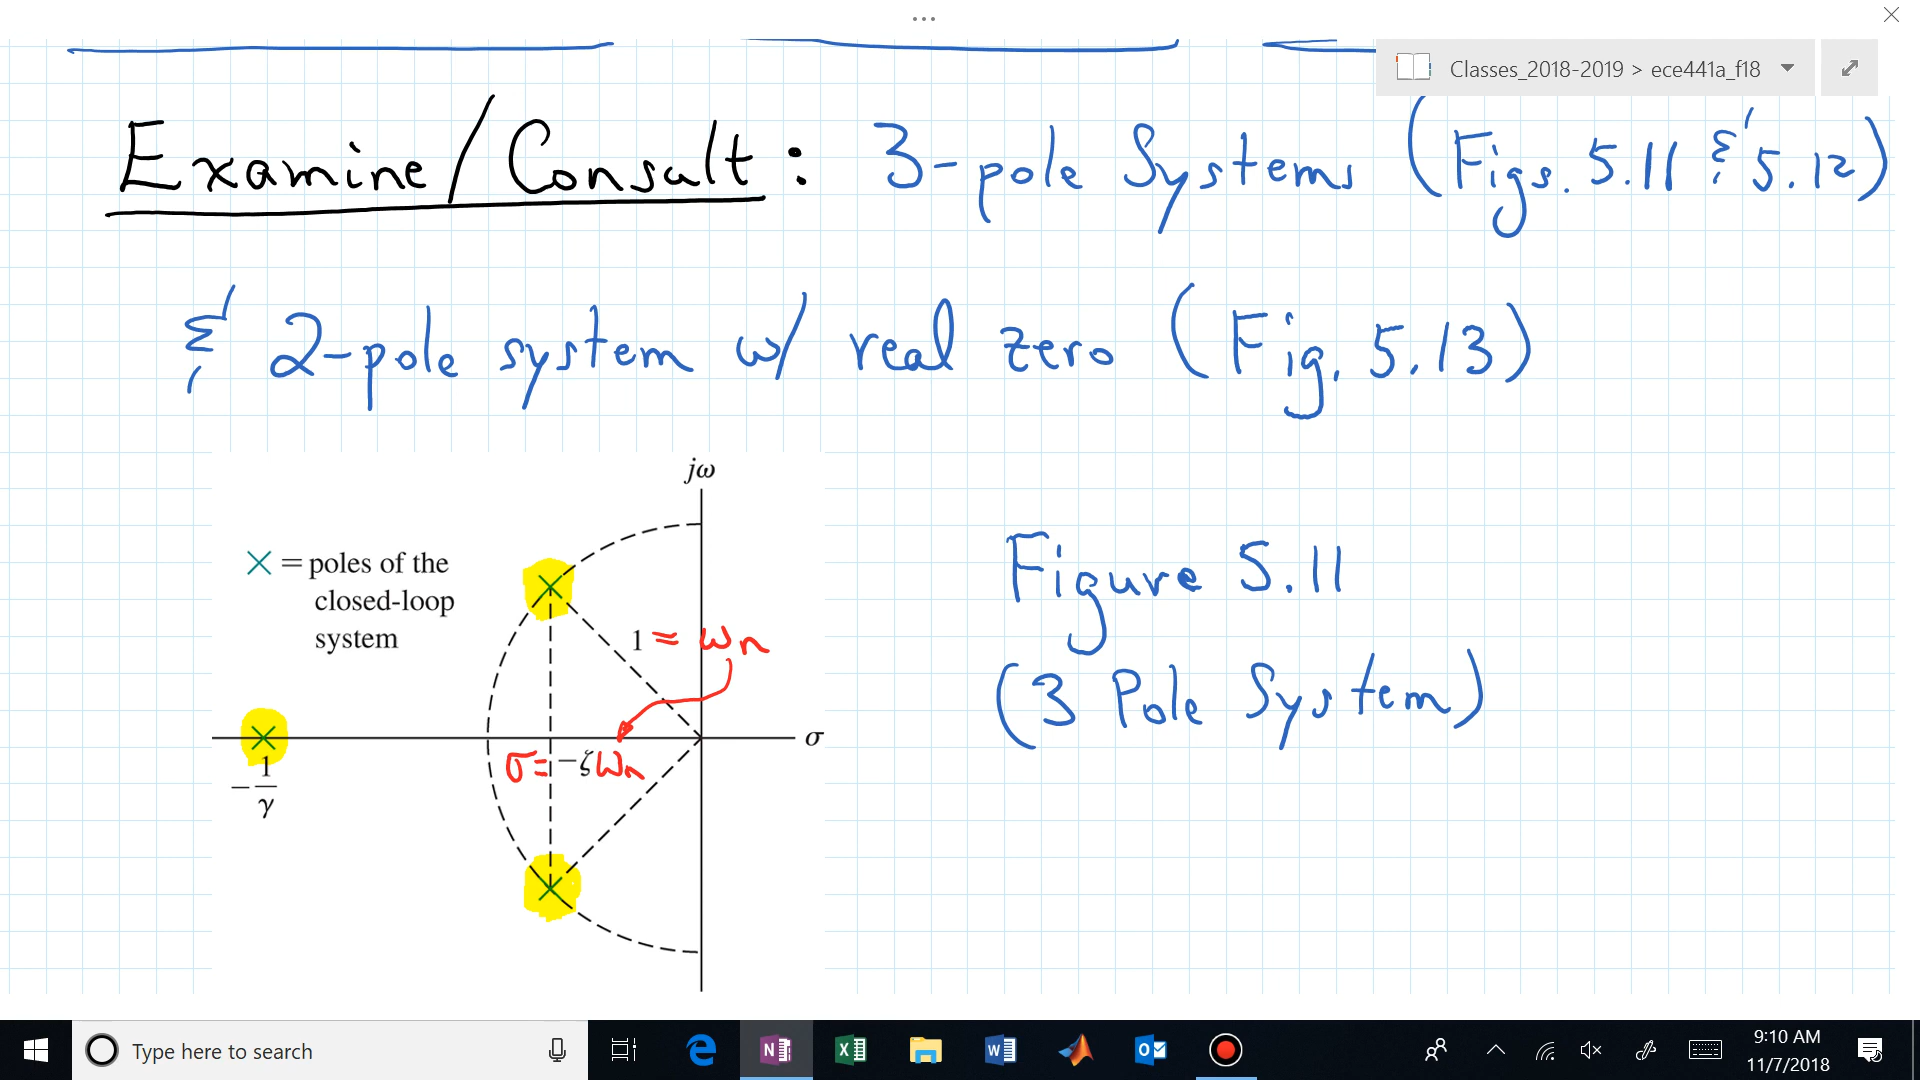 Classes_2018-2019 > ece441a_f18
Examine/Consult: 3-pole Systems (Figs. 5.11 & 5.12)
& 2-pole system w/ real zero (Fig. 5.13)
jω
× = poles of the
closed-loop
system
1 = ωn
σ
σ = -ζωn
-1/γ
Figure 5.11
(3 Pole System)
Type here to search
9:10 AM
11/7/2018